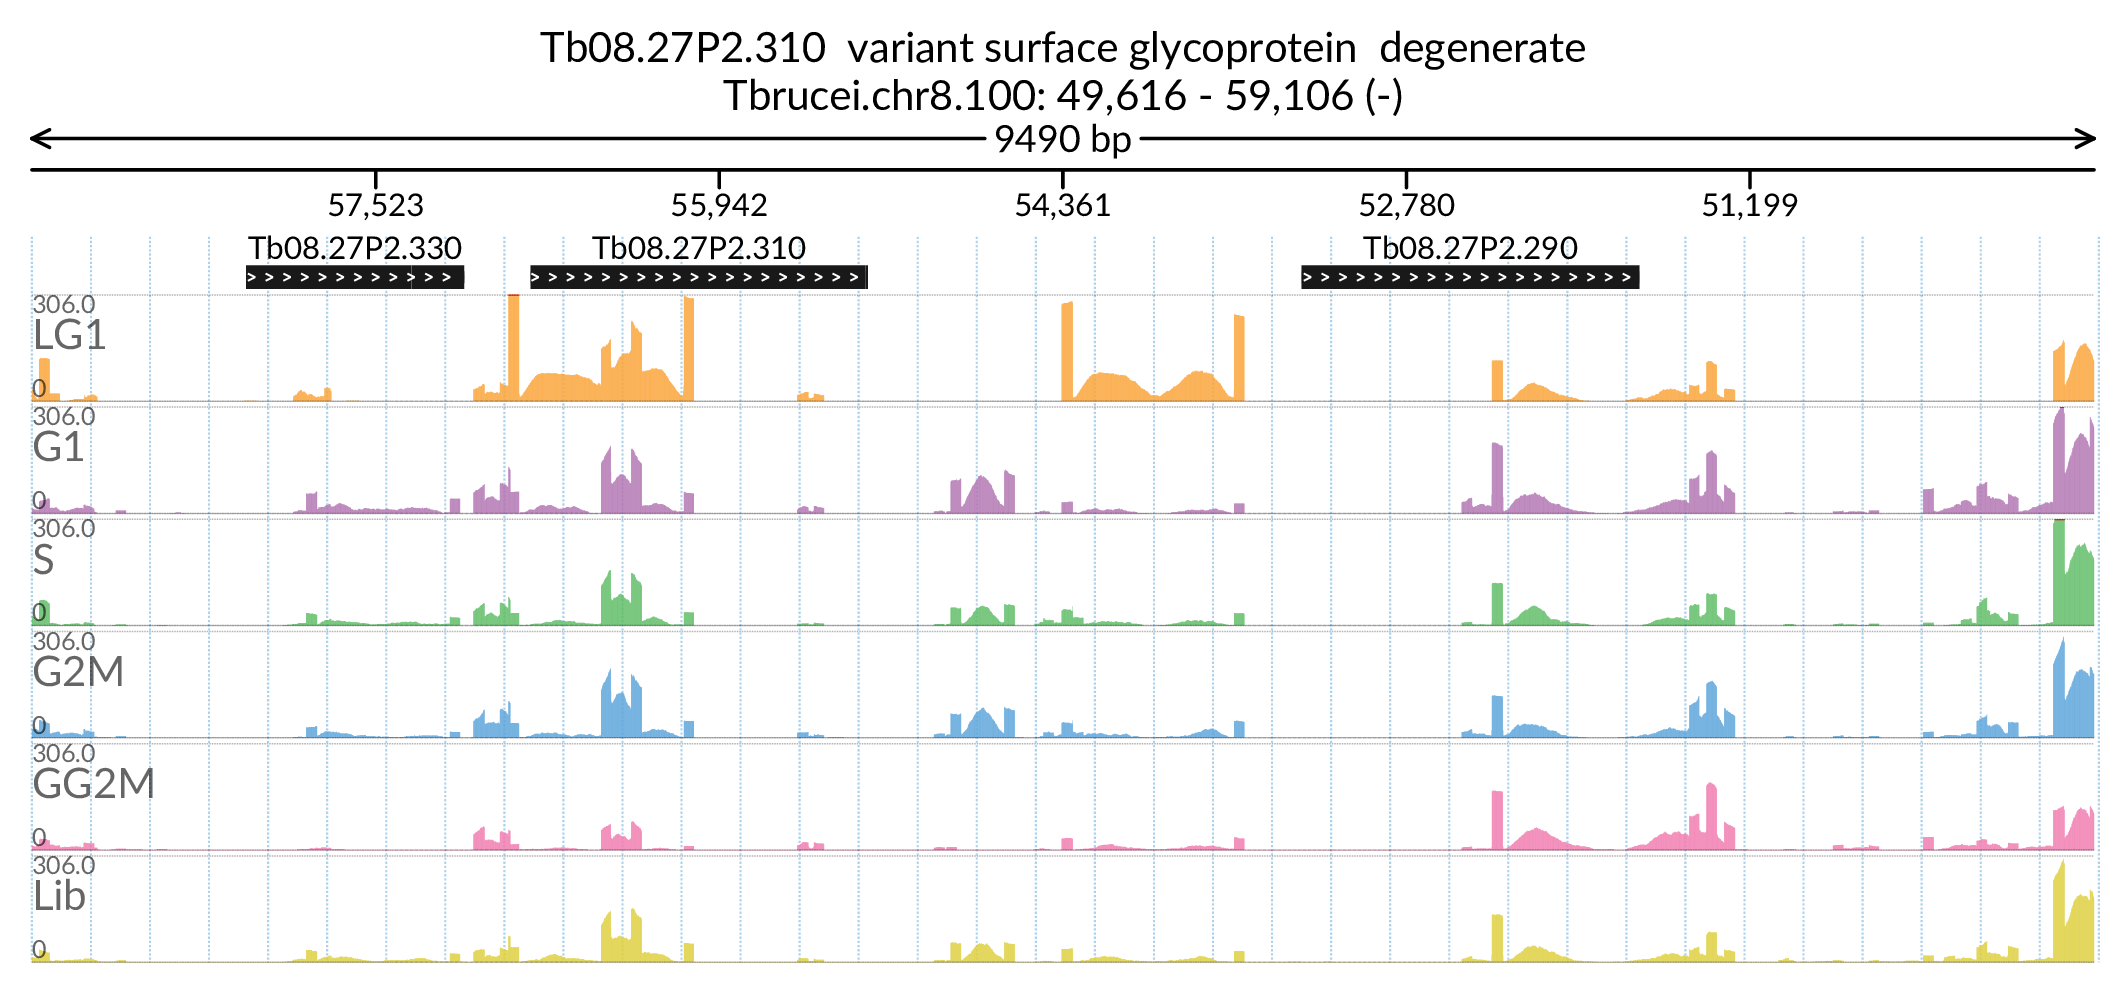 Tb08.27P2.310 variant surface glycoprotein degenerate
Tbrucei.chr8.100: 49,616 - 59,106 (-)
9490 bp
57,523 55,942 54,361 52,780 51,199
Tb08.27P2.330 Tb08.27P2.310 Tb08.27P2.290
306.0
LG1
0
306.0
G1
0
306.0
S
0
306.0
G2M
0
306.0
GG2M
0
306.0
Lib
0